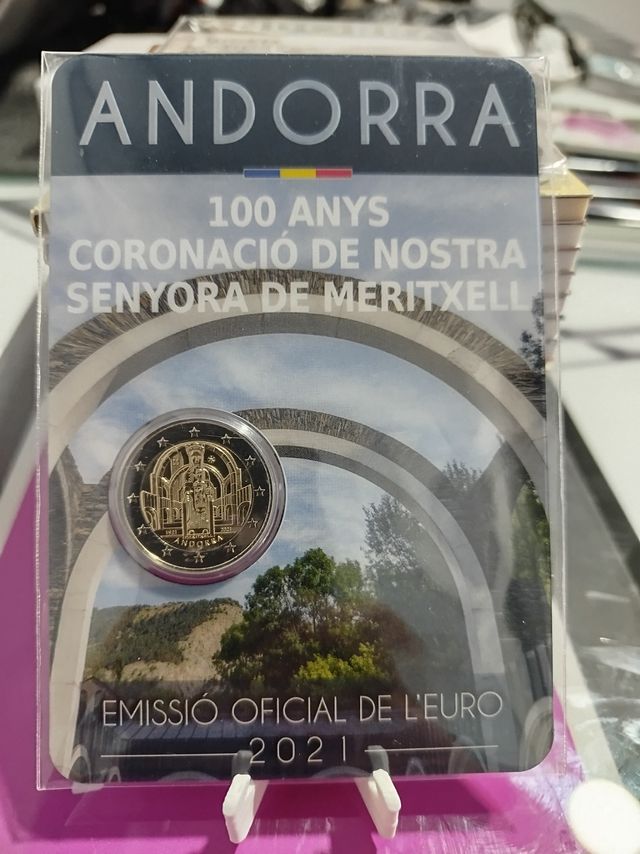 ANDORRA
100 ANYS
CORONACIÓ DE NOSTRA
SENYORA DE MERITXELL
ANDORRA
EMISSIÓ OFICIAL DE L'EURO
2021